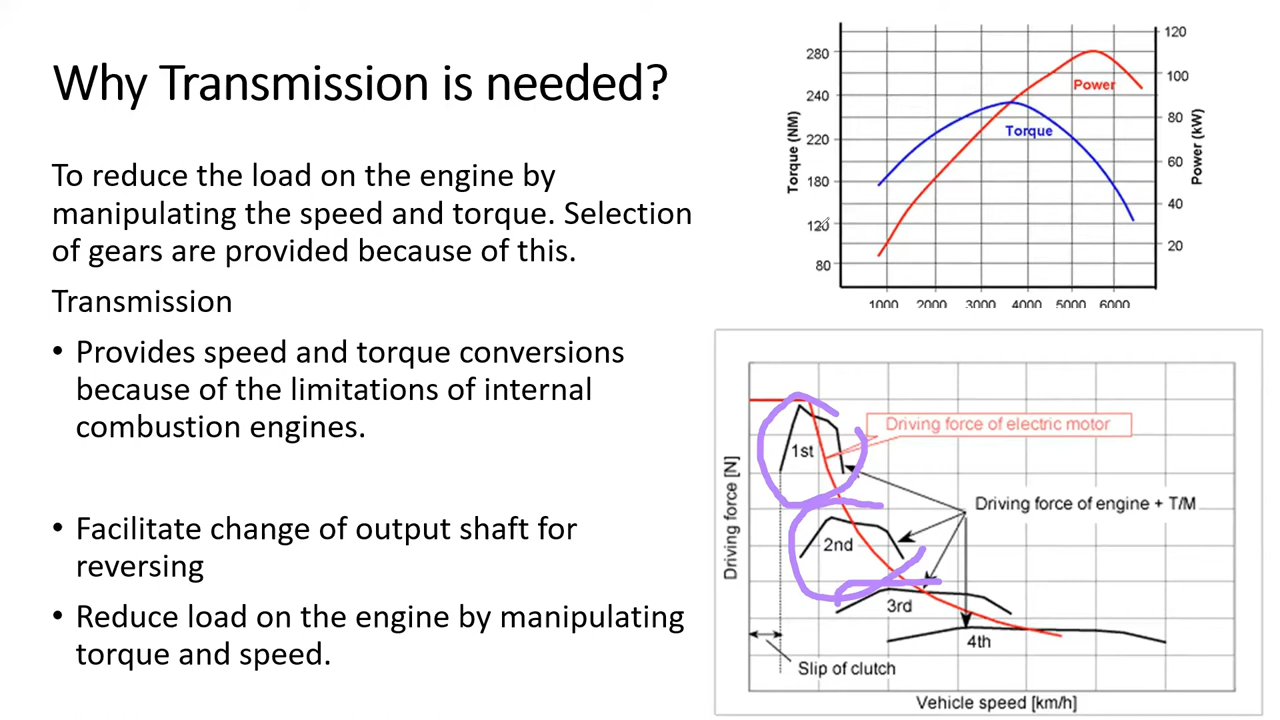 Why Transmission is needed?
To reduce the load on the engine by
manipulating the speed and torque. Selection
of gears are provided because of this.
Transmission
• Provides speed and torque conversions
because of the limitations of internal
combustion engines.
• Facilitate change of output shaft for
reversing
• Reduce load on the engine by manipulating
torque and speed.
280
240
220
180
120
80
Torque (NM)
Power
Torque
120
100
80
60
40
20
Power (kW)
1000 2000 3000 4000 5000 6000
Driving force [N]
1st
Driving force of electric motor
Driving force of engine + T/M
2nd
3rd
4th
Slip of clutch
Vehicle speed [km/h]